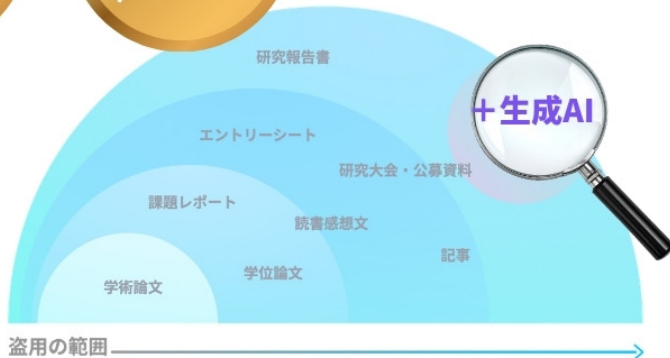 研究報告書
＋生成AI
エントリーシート
研究大会・公募資料
課題レポート
読書感想文
記事
学位論文
学術論文
盗用の範囲